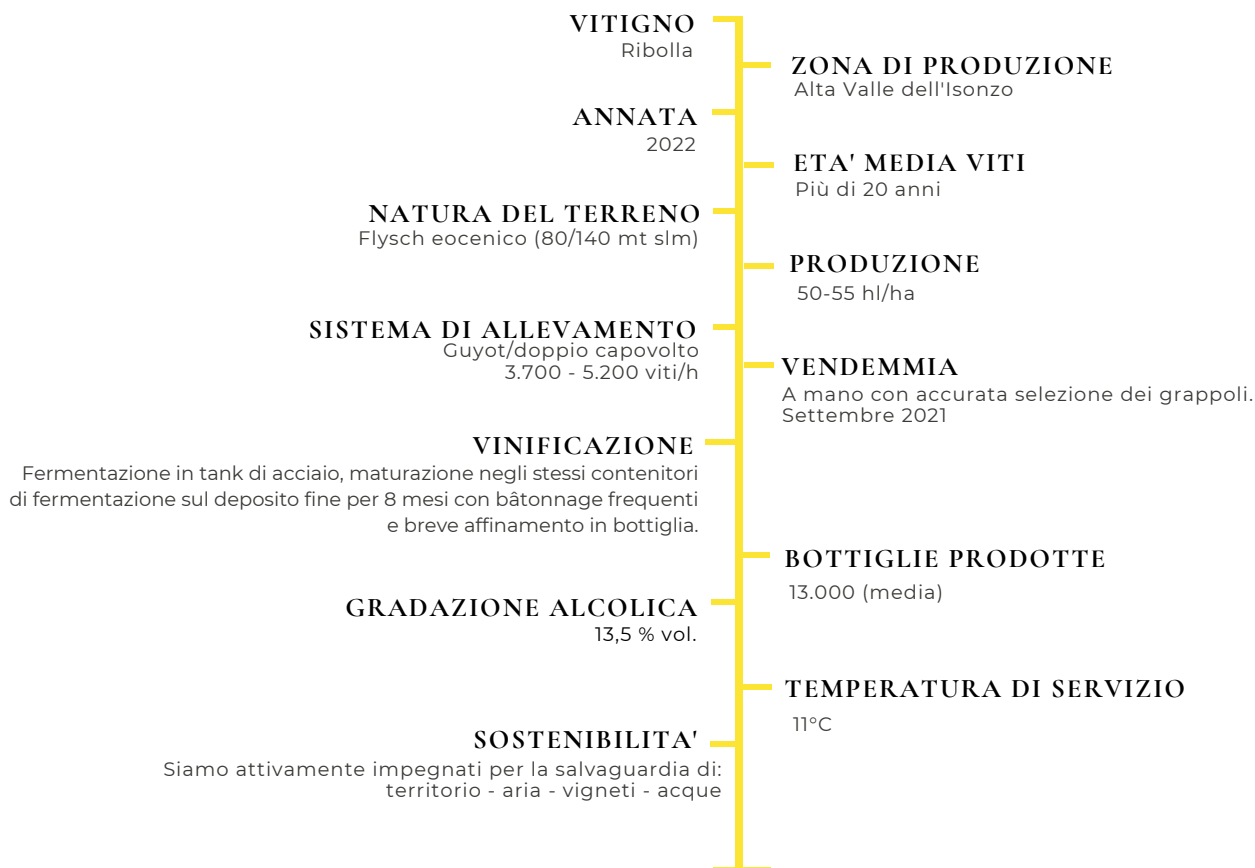 VITIGNO
Ribolla
ZONA DI PRODUZIONE
Alta Valle dell'Isonzo
ANNATA
2022
ETA' MEDIA VITI
Più di 20 anni
NATURA DEL TERRENO
Flysch eocenico (80/140 mt slm)
PRODUZIONE
50-55 hl/ha
SISTEMA DI ALLEVAMENTO
Guyot/doppio capovolto
3.700 - 5.200 viti/h
VENDEMMIA
A mano con accurata selezione dei grappoli.
Settembre 2021
VINIFICAZIONE
Fermentazione in tank di acciaio, maturazione negli stessi contenitori
di fermentazione sul deposito fine per 8 mesi con bâtonnage frequenti
e breve affinamento in bottiglia.
BOTTIGLIE PRODOTTE
13.000 (media)
GRADAZIONE ALCOLICA
13,5 % vol.
TEMPERATURA DI SERVIZIO
11°C
SOSTENIBILITA'
Siamo attivamente impegnati per la salvaguardia di:
territorio - aria - vigneti - acque